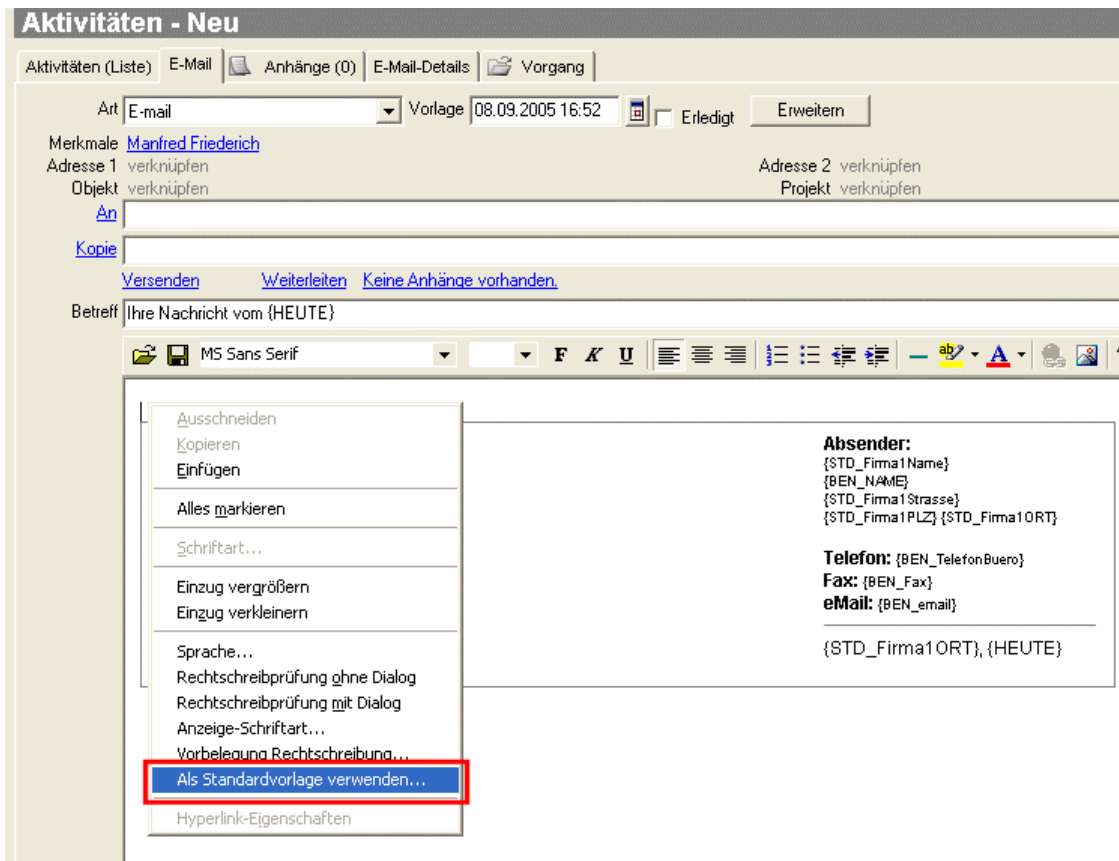 Aktivitäten - Neu
Aktivitäten (Liste) E-Mail Anhänge (0) E-Mail-Details Vorgang
Art E-mail Vorlage 08.09.2005 16:52 Erledigt Erweitern
Merkmale Manfred Friederich
Adresse 1 verknüpfen Adresse 2 verknüpfen
Objekt verknüpfen Projekt verknüpfen
An
Kopie
Versenden Weiterleiten Keine Anhänge vorhanden.
Betreff Ihre Nachricht vom {HEUTE}
MS Sans Serif F K U
Ausschneiden
Kopieren
Einfügen
Alles markieren
Schriftart...
Einzug vergrößern
Einzug verkleinern
Sprache...
Rechtschreibprüfung ohne Dialog
Rechtschreibprüfung mit Dialog
Anzeige-Schriftart...
Vorbelegung Rechtschreibung...
Als Standardvorlage verwenden...
Hyperlink-Eigenschaften
Absender:
{STD_Firma1Name}
{BEN_NAME}
{STD_Firma1Strasse}
{STD_Firma1PLZ} {STD_Firma1ORT}
Telefon: {BEN_TelefonBuero}
Fax: {BEN_Fax}
eMail: {BEN_email}
{STD_Firma1ORT}, {HEUTE}